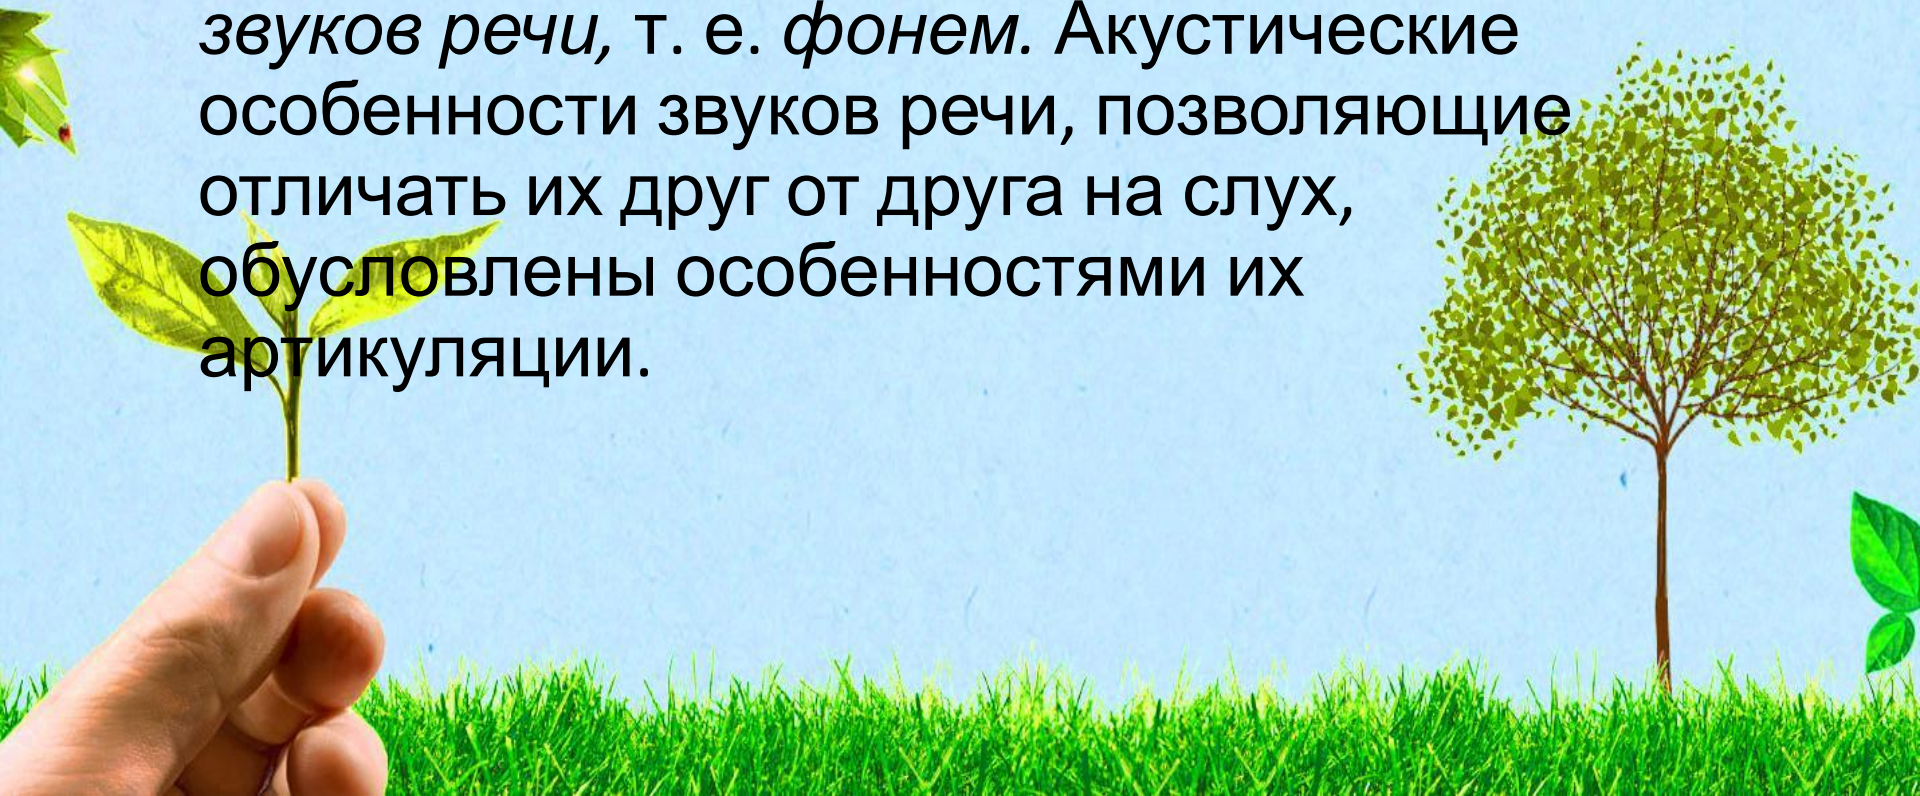 звуков речи, т. е. фонем. Акустические
особенности звуков речи, позволяющие
отличать их друг от друга на слух,
обусловлены особенностями их
артикуляции.